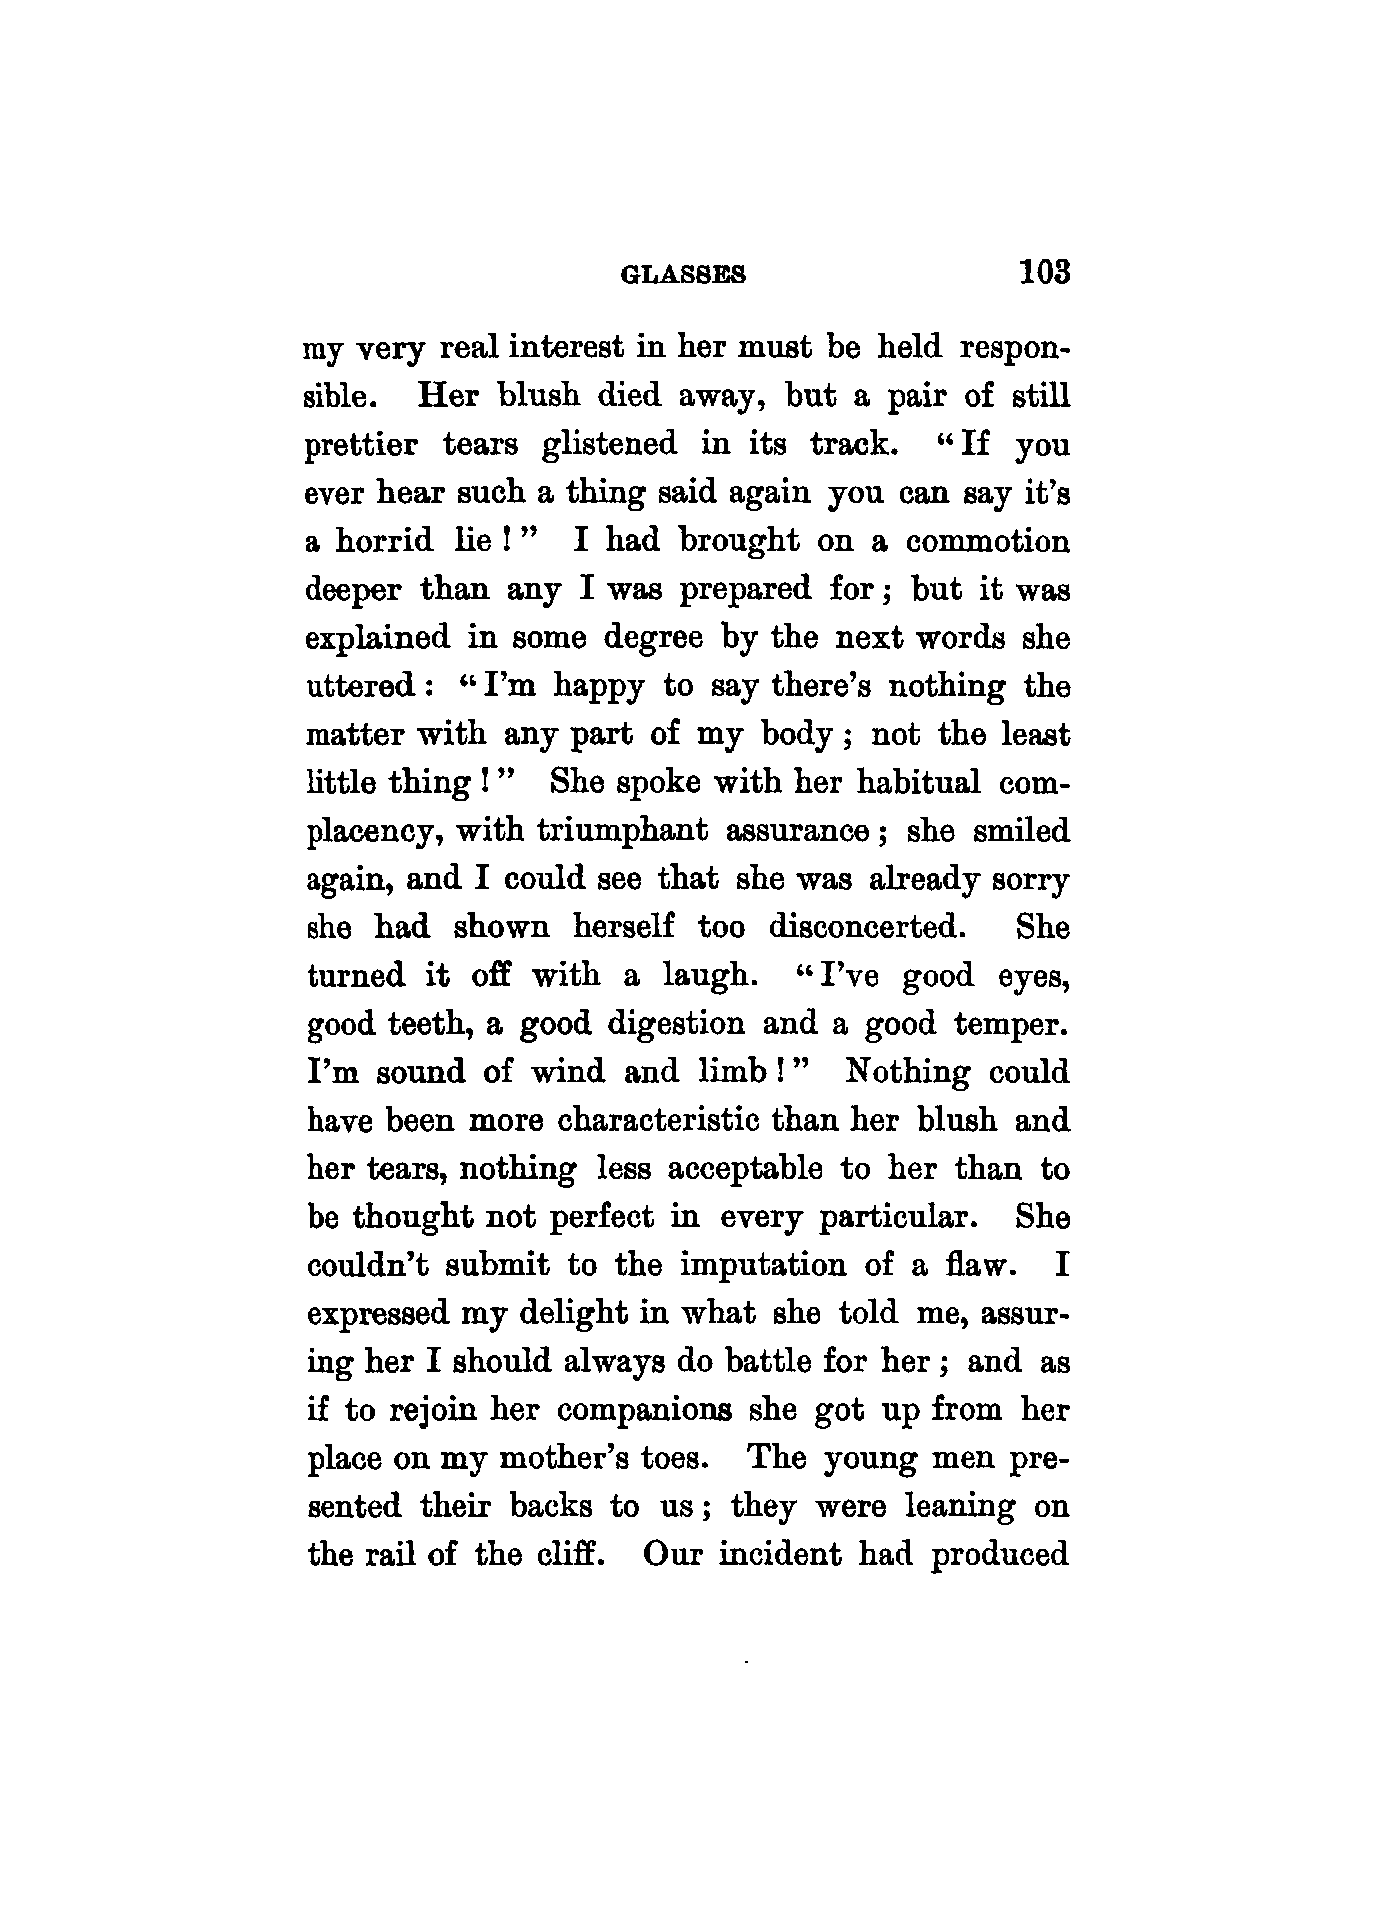 GLASSES 103
my very real interest in her must be held respon-
sible. Her blush died away, but a pair of still
prettier tears glistened in its track. “If you
ever hear such a thing said again you can say it’s
a horrid lie!” I had brought on a commotion
deeper than any I was prepared for; but it was
explained in some degree by the next words she
uttered: “I’m happy to say there’s nothing the
matter with any part of my body; not the least
little thing!” She spoke with her habitual com-
placency, with triumphant assurance; she smiled
again, and I could see that she was already sorry
she had shown herself too disconcerted. She
turned it off with a laugh. “I’ve good eyes,
good teeth, a good digestion and a good temper.
I’m sound of wind and limb!” Nothing could
have been more characteristic than her blush and
her tears, nothing less acceptable to her than to
be thought not perfect in every particular. She
couldn’t submit to the imputation of a flaw. I
expressed my delight in what she told me, assur-
ing her I should always do battle for her; and as
if to rejoin her companions she got up from her
place on my mother’s toes. The young men pre-
sented their backs to us; they were leaning on
the rail of the cliff. Our incident had produced